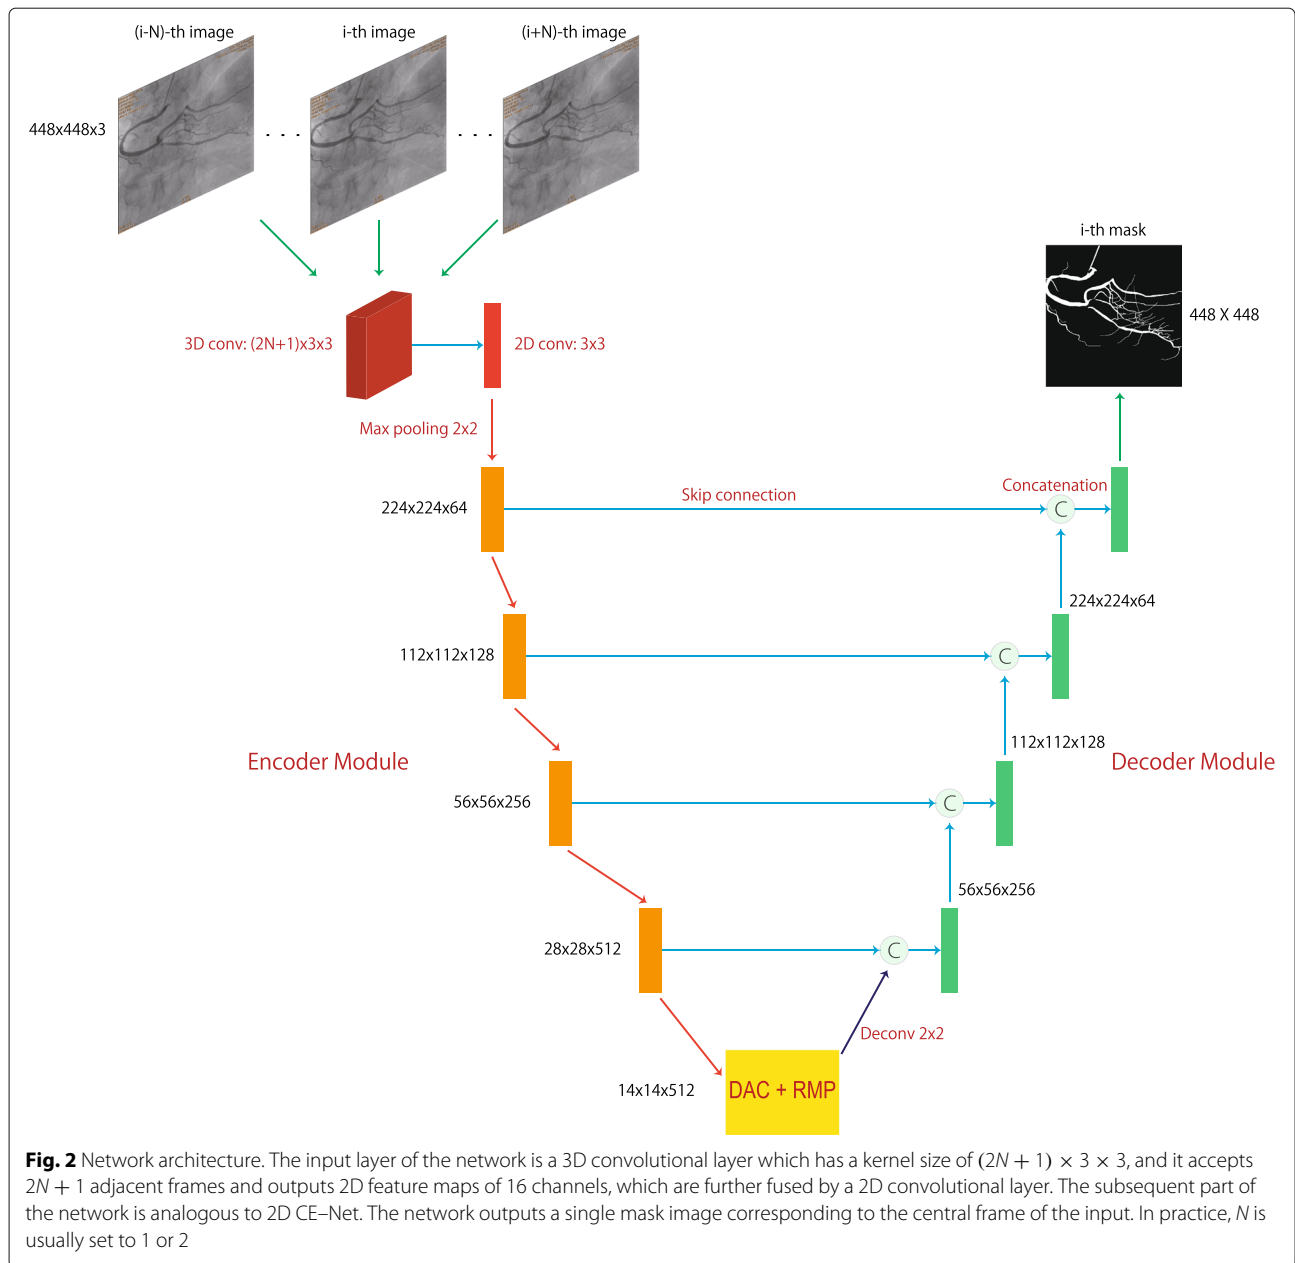 (i-N)-th image
i-th image
(i+N)-th image
448x448x3
. . .
. . .
i-th mask
448 X 448
3D conv: (2N+1)x3x3
2D conv: 3x3
Max pooling 2x2
224x224x64
Skip connection
Concatenation
C
224x224x64
112x112x128
C
112x112x128
Encoder Module
Decoder Module
56x56x256
C
56x56x256
28x28x512
C
Deconv 2x2
14x14x512
DAC + RMP
Fig. 2 Network architecture. The input layer of the network is a 3D convolutional layer which has a kernel size of (2N + 1) × 3 × 3, and it accepts
2N + 1 adjacent frames and outputs 2D feature maps of 16 channels, which are further fused by a 2D convolutional layer. The subsequent part of
the network is analogous to 2D CE–Net. The network outputs a single mask image corresponding to the central frame of the input. In practice, N is
usually set to 1 or 2